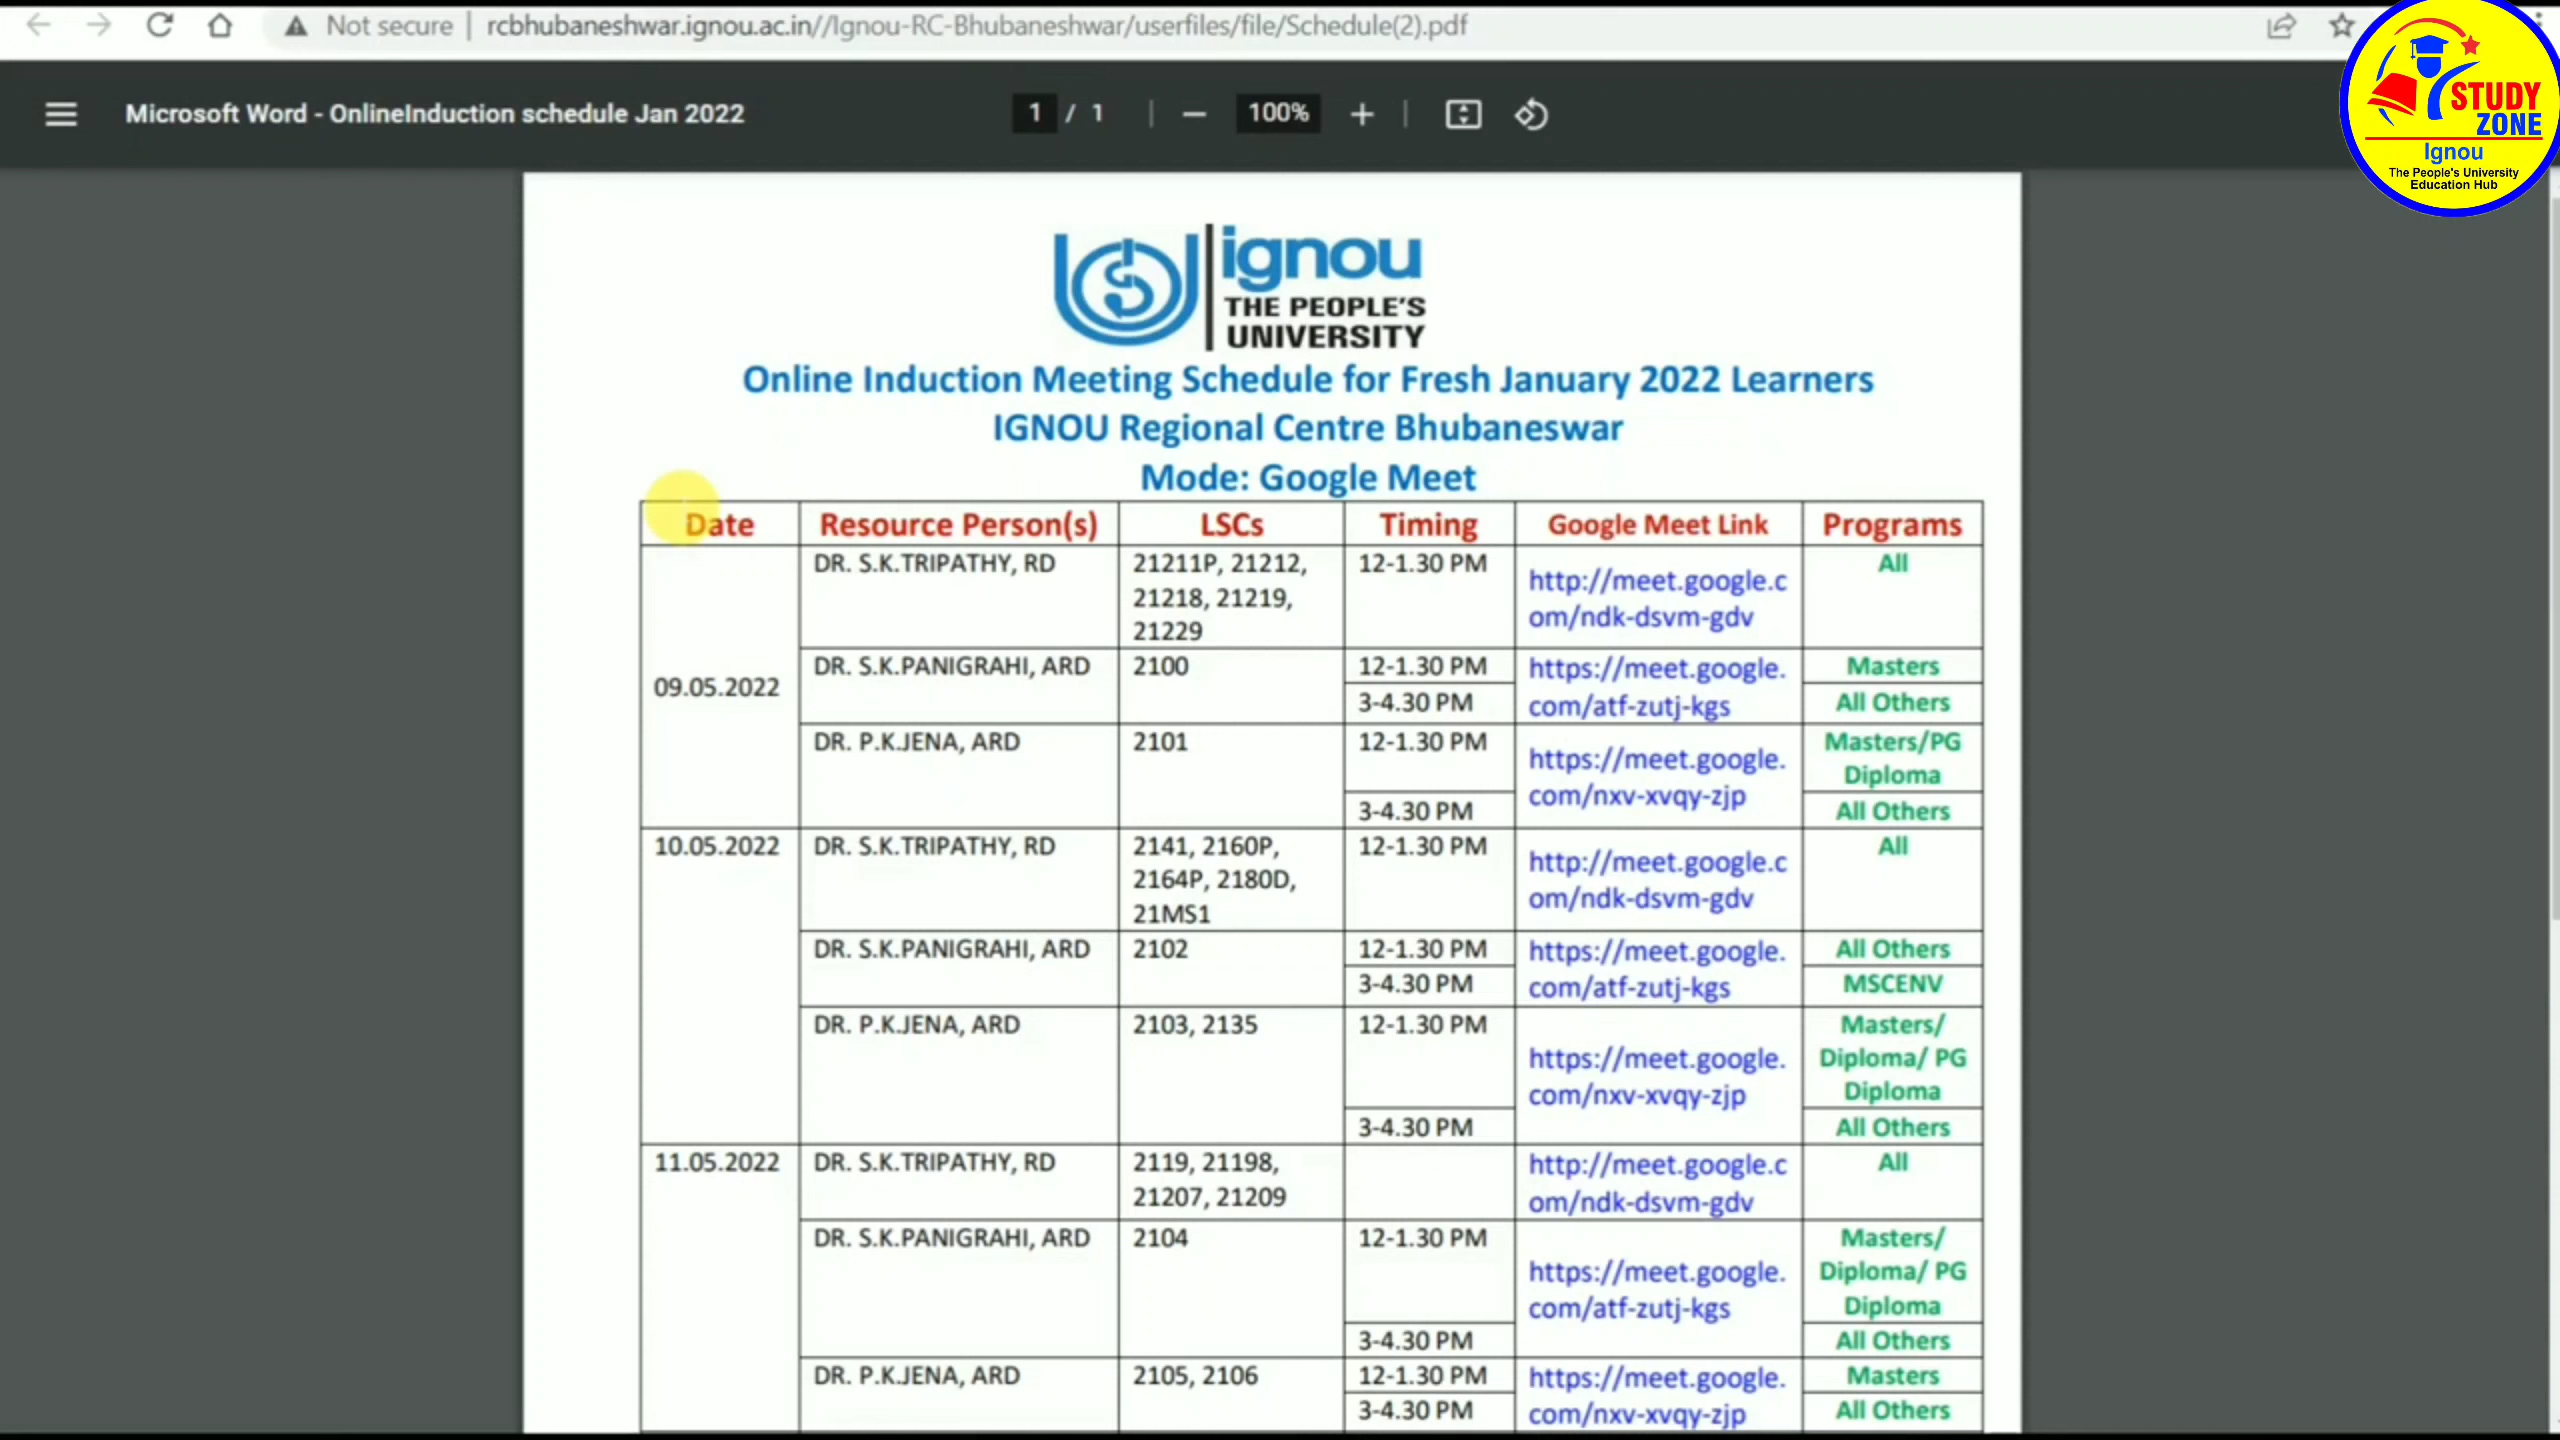 Not secure | rcbhubaneshwar.ignou.ac.in//Ignou-RC-Bhubaneshwar/userfiles/file/Schedule(2).pdf
Microsoft Word - OnlineInduction schedule Jan 2022
1 / 1
100%
STUDY
ZONE
Ignou
The People's University
Education Hub
ignou
THE PEOPLE'S
UNIVERSITY
Online Induction Meeting Schedule for Fresh January 2022 Learners
IGNOU Regional Centre Bhubaneswar
Mode: Google Meet
Date Resource Person(s) LSCs Timing Google Meet Link Programs
09.05.2022
DR. S.K.TRIPATHY, RD
21211P, 21212,
21218, 21219,
21229
12-1.30 PM
http://meet.google.c
om/ndk-dsvm-gdv
All
DR. S.K.PANIGRAHI, ARD
2100
12-1.30 PM
3-4.30 PM
https://meet.google.
com/atf-zutj-kgs
Masters
All Others
DR. P.K.JENA, ARD
2101
12-1.30 PM
3-4.30 PM
https://meet.google.
com/nxv-xvqy-zjp
Masters/PG
Diploma
All Others
10.05.2022
DR. S.K.TRIPATHY, RD
2141, 2160P,
2164P, 2180D,
21MS1
12-1.30 PM
http://meet.google.c
om/ndk-dsvm-gdv
All
DR. S.K.PANIGRAHI, ARD
2102
12-1.30 PM
3-4.30 PM
https://meet.google.
com/atf-zutj-kgs
All Others
MSCENV
DR. P.K.JENA, ARD
2103, 2135
12-1.30 PM
3-4.30 PM
https://meet.google.
com/nxv-xvqy-zjp
Masters/
Diploma/ PG
Diploma
All Others
11.05.2022
DR. S.K.TRIPATHY, RD
2119, 21198,
21207, 21209
http://meet.google.c
om/ndk-dsvm-gdv
All
DR. S.K.PANIGRAHI, ARD
2104
12-1.30 PM
3-4.30 PM
https://meet.google.
com/atf-zutj-kgs
Masters/
Diploma/ PG
Diploma
All Others
DR. P.K.JENA, ARD
2105, 2106
12-1.30 PM
3-4.30 PM
https://meet.google.
com/nxv-xvqy-zjp
Masters
All Others